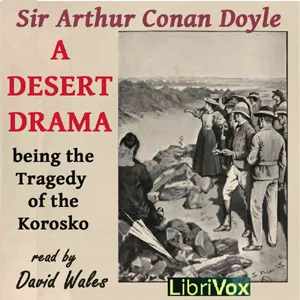 Sir Arthur Conan Doyle
A
DESERT
DRAMA
being the
Tragedy
of the
Korosko
read by
David Wales
LibriVox